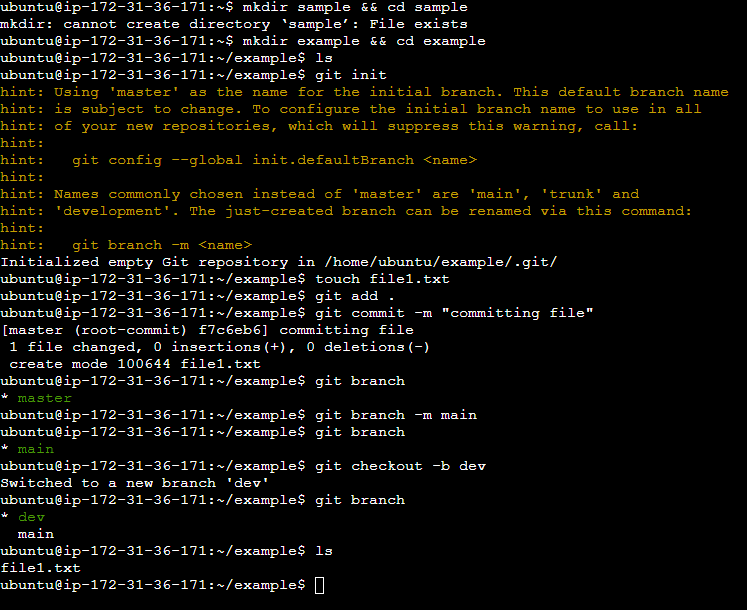 ubuntu@ip-172-31-36-171:~$ mkdir sample && cd sample
mkdir: cannot create directory ‘sample’: File exists
ubuntu@ip-172-31-36-171:~$ mkdir example && cd example
ubuntu@ip-172-31-36-171:~/example$ ls
ubuntu@ip-172-31-36-171:~/example$ git init
hint: Using 'master' as the name for the initial branch. This default branch name
hint: is subject to change. To configure the initial branch name to use in all
hint: of your new repositories, which will suppress this warning, call:
hint:
hint:   git config --global init.defaultBranch <name>
hint:
hint: Names commonly chosen instead of 'master' are 'main', 'trunk' and
hint: 'development'. The just-created branch can be renamed via this command:
hint:
hint:   git branch -m <name>
Initialized empty Git repository in /home/ubuntu/example/.git/
ubuntu@ip-172-31-36-171:~/example$ touch file1.txt
ubuntu@ip-172-31-36-171:~/example$ git add .
ubuntu@ip-172-31-36-171:~/example$ git commit -m "committing file"
[master (root-commit) f7c6eb6] committing file
 1 file changed, 0 insertions(+), 0 deletions(-)
 create mode 100644 file1.txt
ubuntu@ip-172-31-36-171:~/example$ git branch
* master
ubuntu@ip-172-31-36-171:~/example$ git branch -m main
ubuntu@ip-172-31-36-171:~/example$ git branch
* main
ubuntu@ip-172-31-36-171:~/example$ git checkout -b dev
Switched to a new branch 'dev'
ubuntu@ip-172-31-36-171:~/example$ git branch
* dev
  main
ubuntu@ip-172-31-36-171:~/example$ ls
file1.txt
ubuntu@ip-172-31-36-171:~/example$